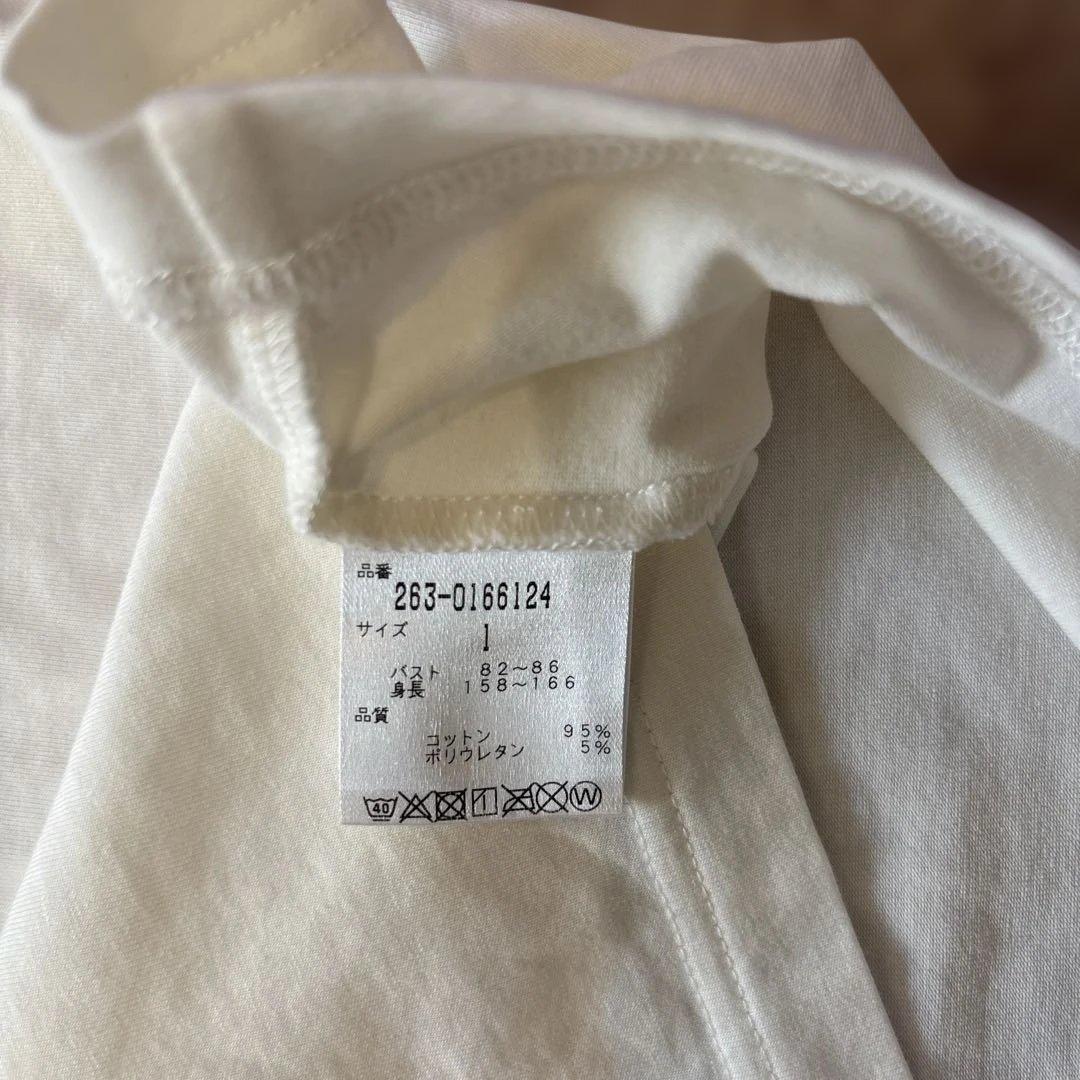 品番
263-0166124
サイズ 1
バスト 82～86
身長 158～166
品質
コットン 95%
ポリウレタン 5%
40 W